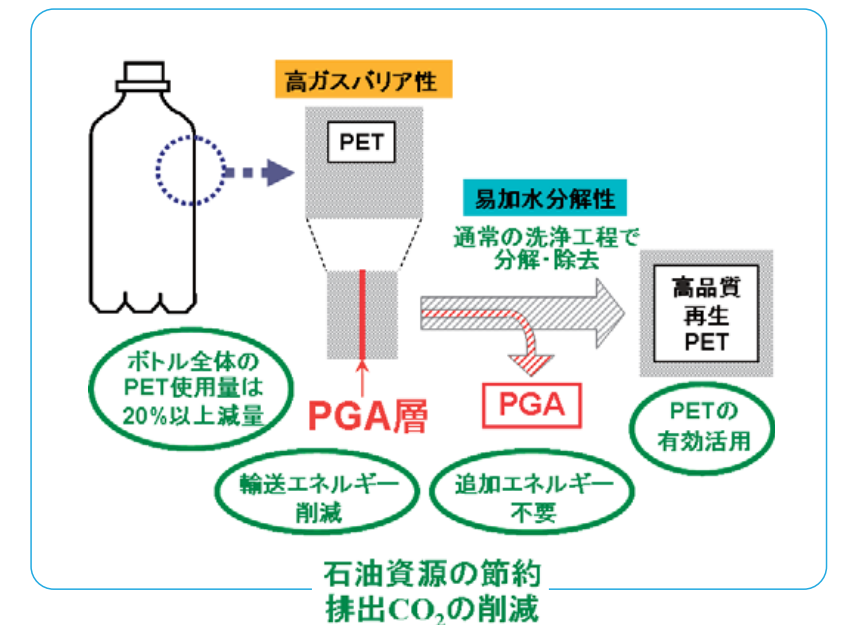 高ガスバリア性
PET
易加水分解性
通常の洗浄工程で
分解・除去
高品質
再生
PET
ボトル全体の
PET使用量は
20%以上減量
PGA層
PGA
PETの
有効活用
輸送エネルギー
削減
追加エネルギー
不要
石油資源の節約
排出CO₂の削減